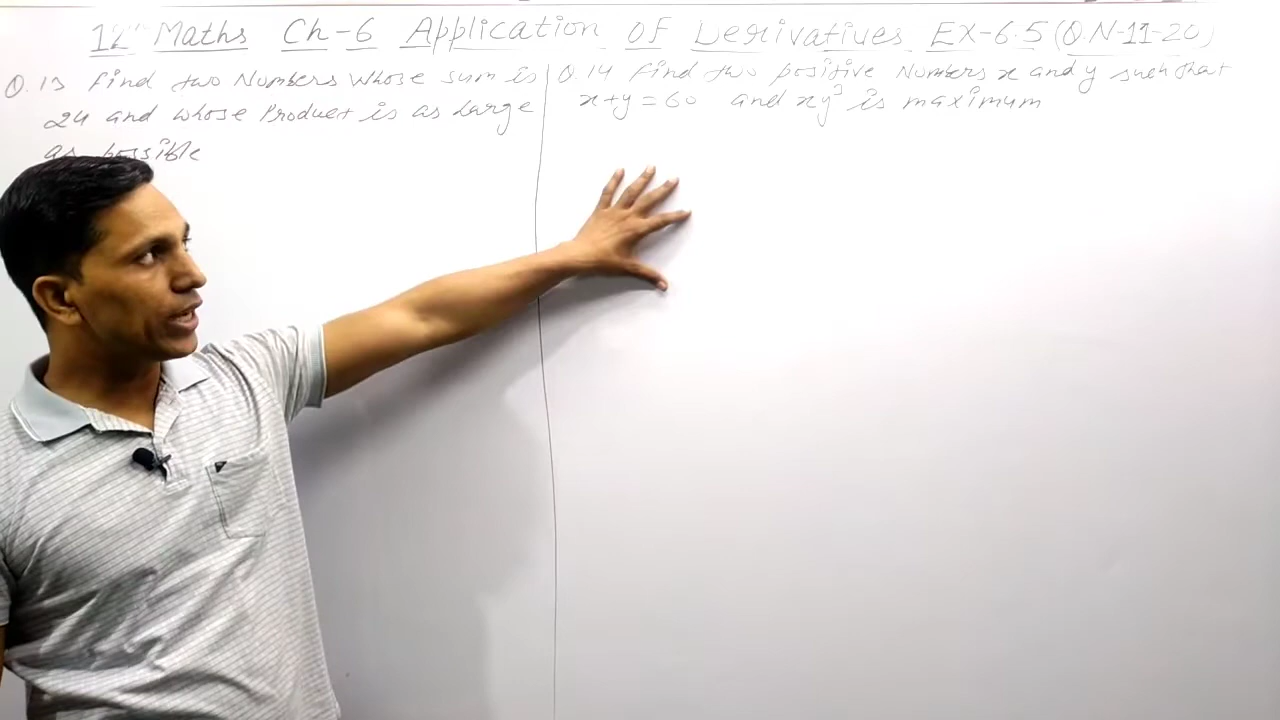 12th Maths Ch-6 Application of Derivatives EX-6.5 (Q.N-11-20)
Q.13 Find two Numbers whose sum is
24 and whose Product is as Large
as possible
Q.14 Find two positive Numbers x and y such that
x+y=60 and xy³ is maximum